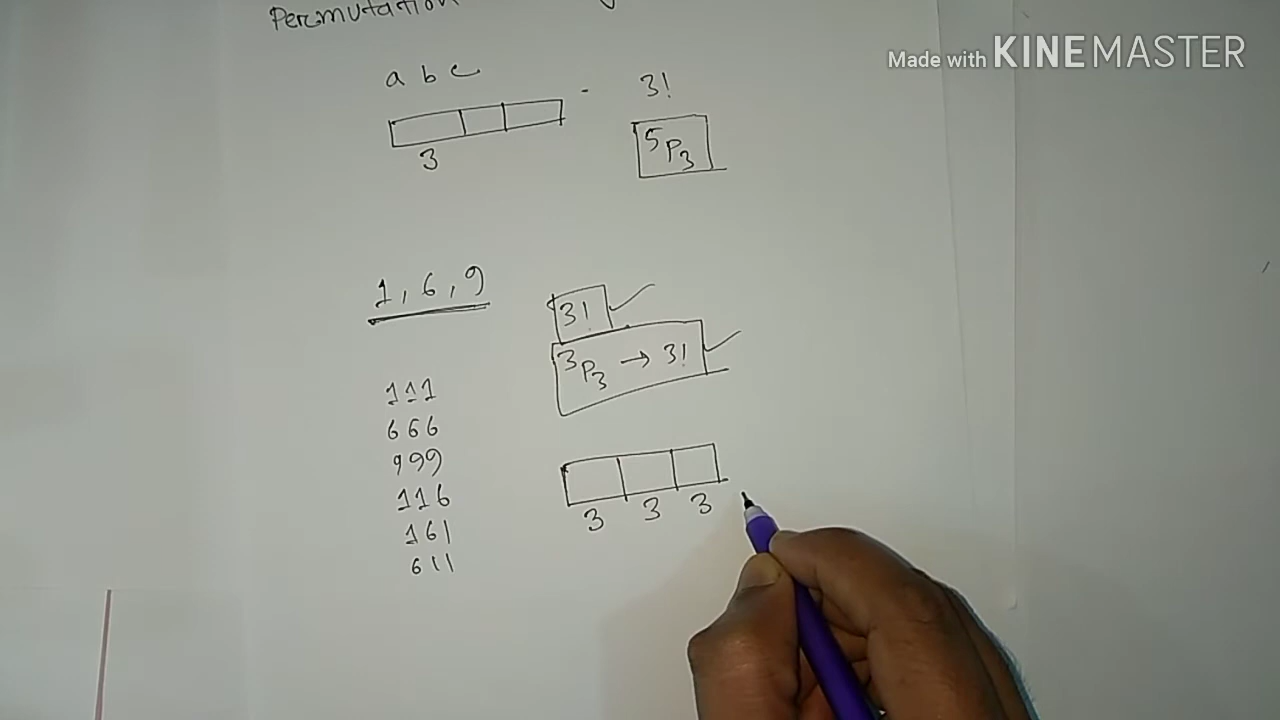 Permutation
Made with KINEMASTER
a b c
3!
3
5P3
1, 6, 9
3!
3P3 → 3!
111
666
999
116
161
611
3 3 3